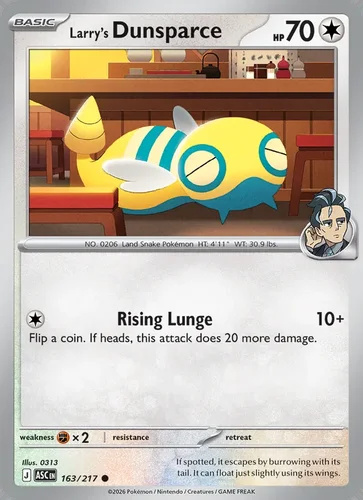 BASIC
Larry's Dunsparce HP 70
NO. 0206 Land Snake Pokémon HT: 4'11" WT: 30.9 lbs.
Rising Lunge 10+
Flip a coin. If heads, this attack does 20 more damage.
weakness ×2 resistance retreat
Illus. 0313
J ASC EN 163/217
If spotted, it escapes by burrowing with its
tail. It can float just slightly using its wings.
©2026 Pokémon / Nintendo / Creatures / GAME FREAK